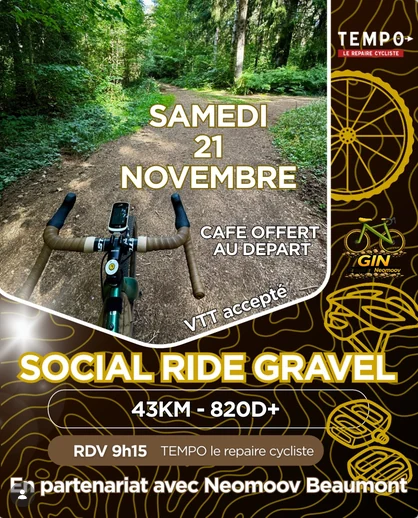 TEMPO
LE REPAIRE CYCLISTE
SAMEDI
21
NOVEMBRE
CAFE OFFERT
AU DEPART
GIN
Neomoov
VTT accepté
SOCIAL RIDE GRAVEL
43KM - 820D+
RDV 9h15 TEMPO le repaire cycliste
En partenariat avec Neomoov Beaumont